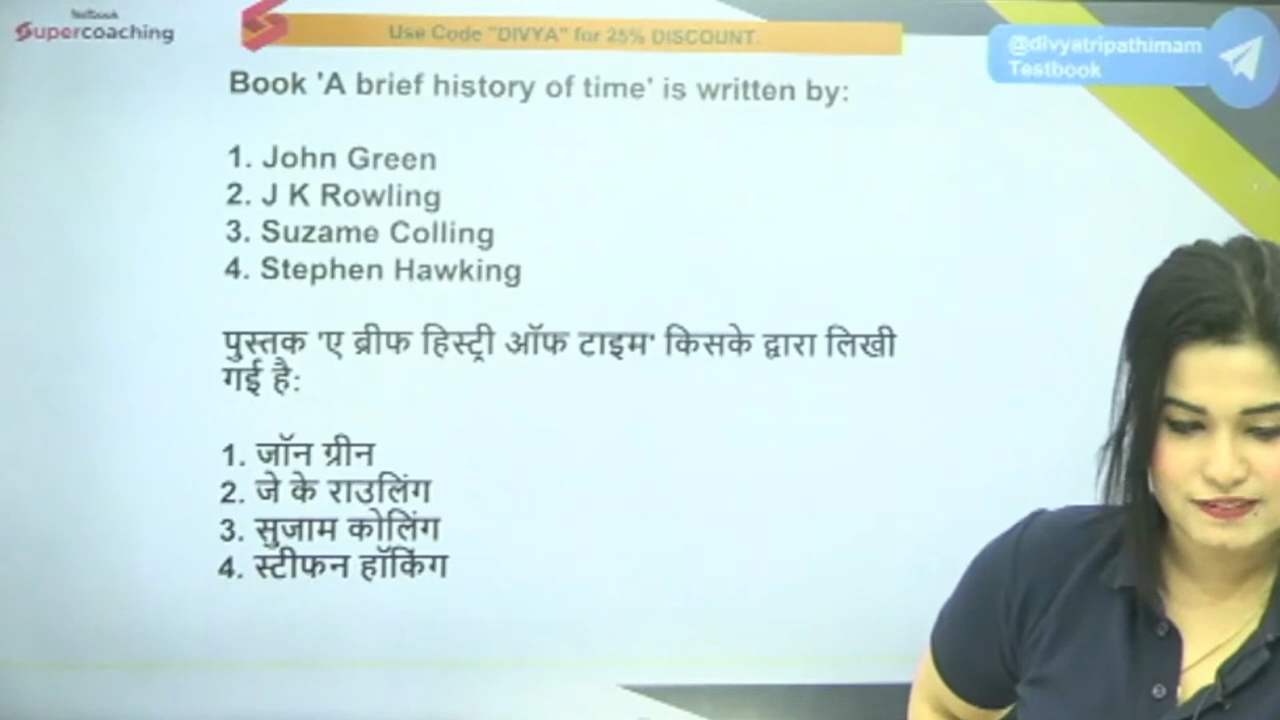 Testbook
Supercoaching
Use Code "DIVYA" for 25% DISCOUNT.
@divyatripathimam
Testbook
Book 'A brief history of time' is written by:
1. John Green
2. J K Rowling
3. Suzame Colling
4. Stephen Hawking
पुस्तक 'ए ब्रीफ हिस्ट्री ऑफ टाइम' किसके द्वारा लिखी
गई है:
1. जॉन ग्रीन
2. जे के राउलिंग
3. सुजाम कोलिंग
4. स्टीफन हॉकिंग